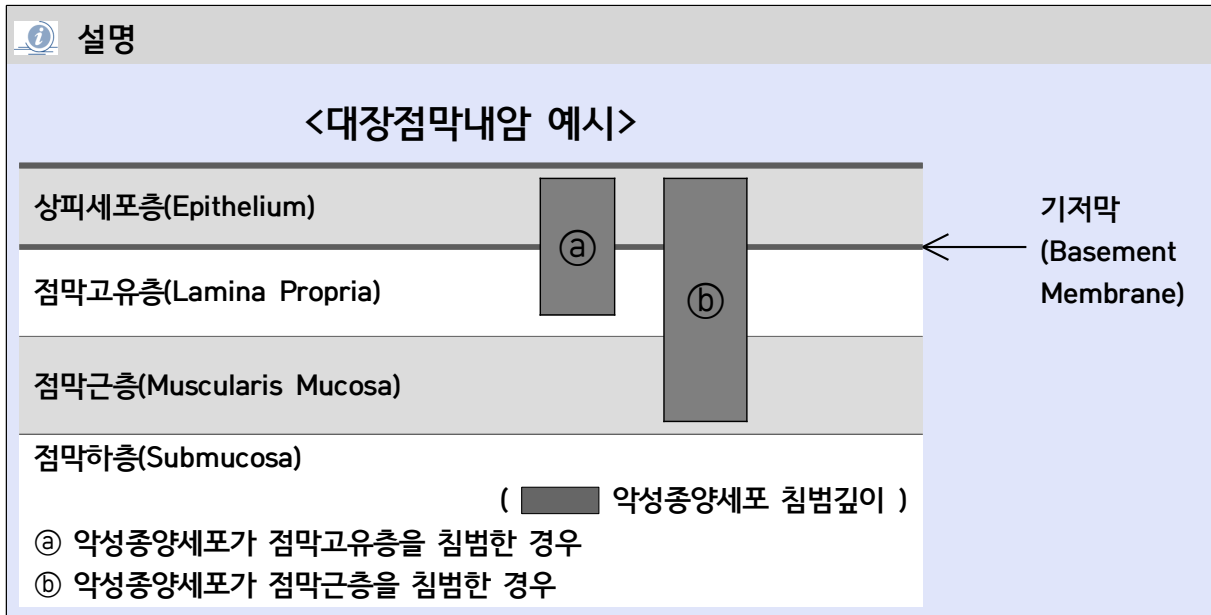 설명
<대장점막내암 예시>
상피세포층(Epithelium)
ⓐ
기저막
(Basement
Membrane)
점막고유층(Lamina Propria)
ⓑ
점막근층(Muscularis Mucosa)
점막하층(Submucosa)
( 악성종양세포 침범깊이 )
ⓐ 악성종양세포가 점막고유층을 침범한 경우
ⓑ 악성종양세포가 점막근층을 침범한 경우